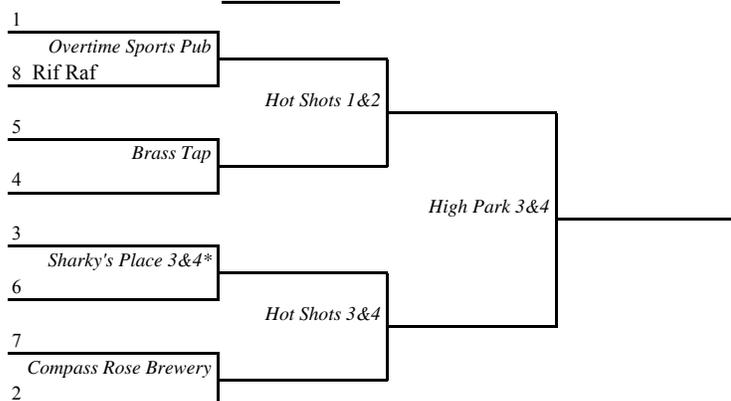 1
Overtime Sports Pub
8 Rif Raf
Hot Shots 1&2
5
Brass Tap
4
High Park 3&4
3
Sharky's Place 3&4*
6
Hot Shots 3&4
7
Compass Rose Brewery
2